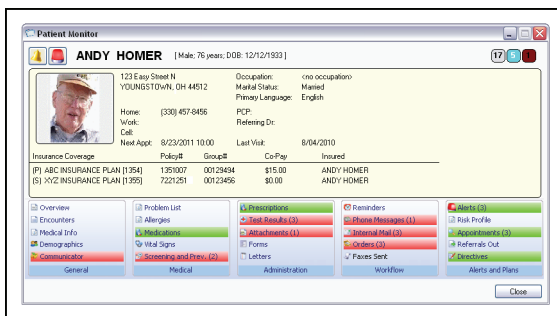 Patient Monitor
ANDY HOMER [Male; 76 years; DOB: 12/12/1933 ] 17 5 1
123 Easy Street N Occupation: <no occupation>
YOUNGSTOWN, OH 44512 Marital Status: Married
Primary Language: English
Home: (330) 457-8456 PCP:
Work: Referring Dr:
Cell:
Next Appt: 8/23/2011 10:00 Last Visit: 8/04/2010
Insurance Coverage Policy# Group# Co-Pay Insured
(P) ABC INSURANCE PLAN [1354] 1351007 00129494 $15.00 ANDY HOMER
(S) XYZ INSURANCE PLAN [1355] 7221251 00123456 $0.00 ANDY HOMER
Overview Problem List Prescriptions Reminders Alerts (3)
Encounters Allergies Test Results (3) Phone Messages (1) Risk Profile
Medical Info Medications Attachments (1) Internal Mail (3) Appointments (3)
Demographics Vital Signs Forms Orders (3) Referrals Out
Communicator Screening and Prev. (2) Letters Faxes Sent Directives
General Medical Administration Workflow Alerts and Plans
Close